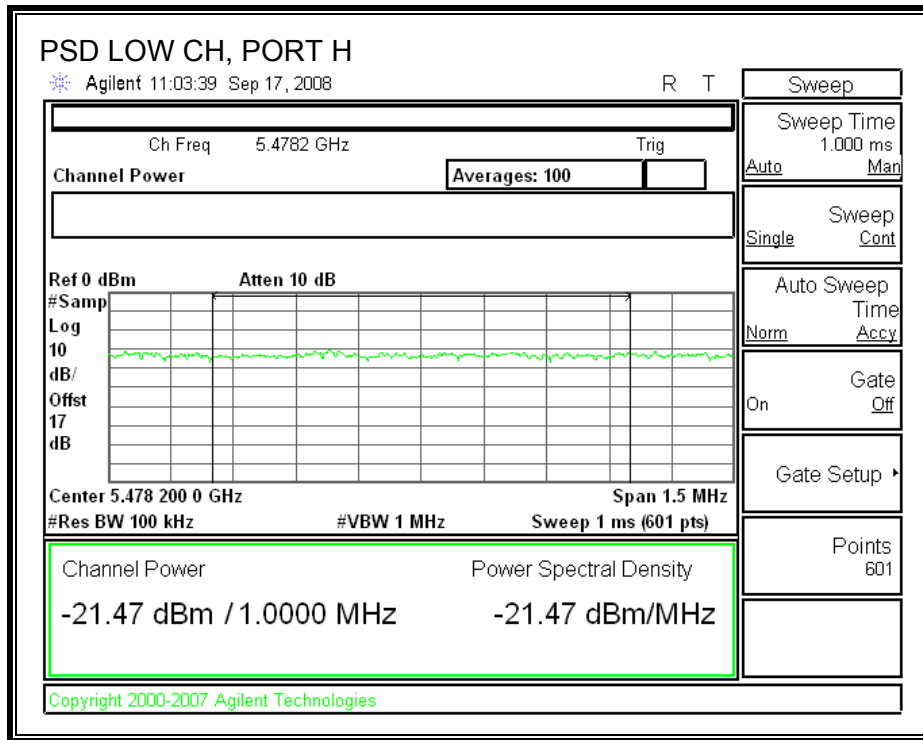 PSD LOW CH, PORT H
Agilent 11:03:39 Sep 17, 2008 R T
Ch Freq 5.4782 GHz Trig
Channel Power Averages: 100
Ref 0 dBm Atten 10 dB
#Samp
Log
10
dB/
Offst
17
dB
Center 5.478 200 0 GHz Span 1.5 MHz
#Res BW 100 kHz #VBW 1 MHz Sweep 1 ms (601 pts)
Channel Power Power Spectral Density
-21.47 dBm / 1.0000 MHz -21.47 dBm/MHz
Copyright 2000-2007 Agilent Technologies
Sweep
Sweep Time
1.000 ms
Auto Man
Sweep
Single Cont
Auto Sweep
Time
Norm Accy
Gate
On Off
Gate Setup
Points
601